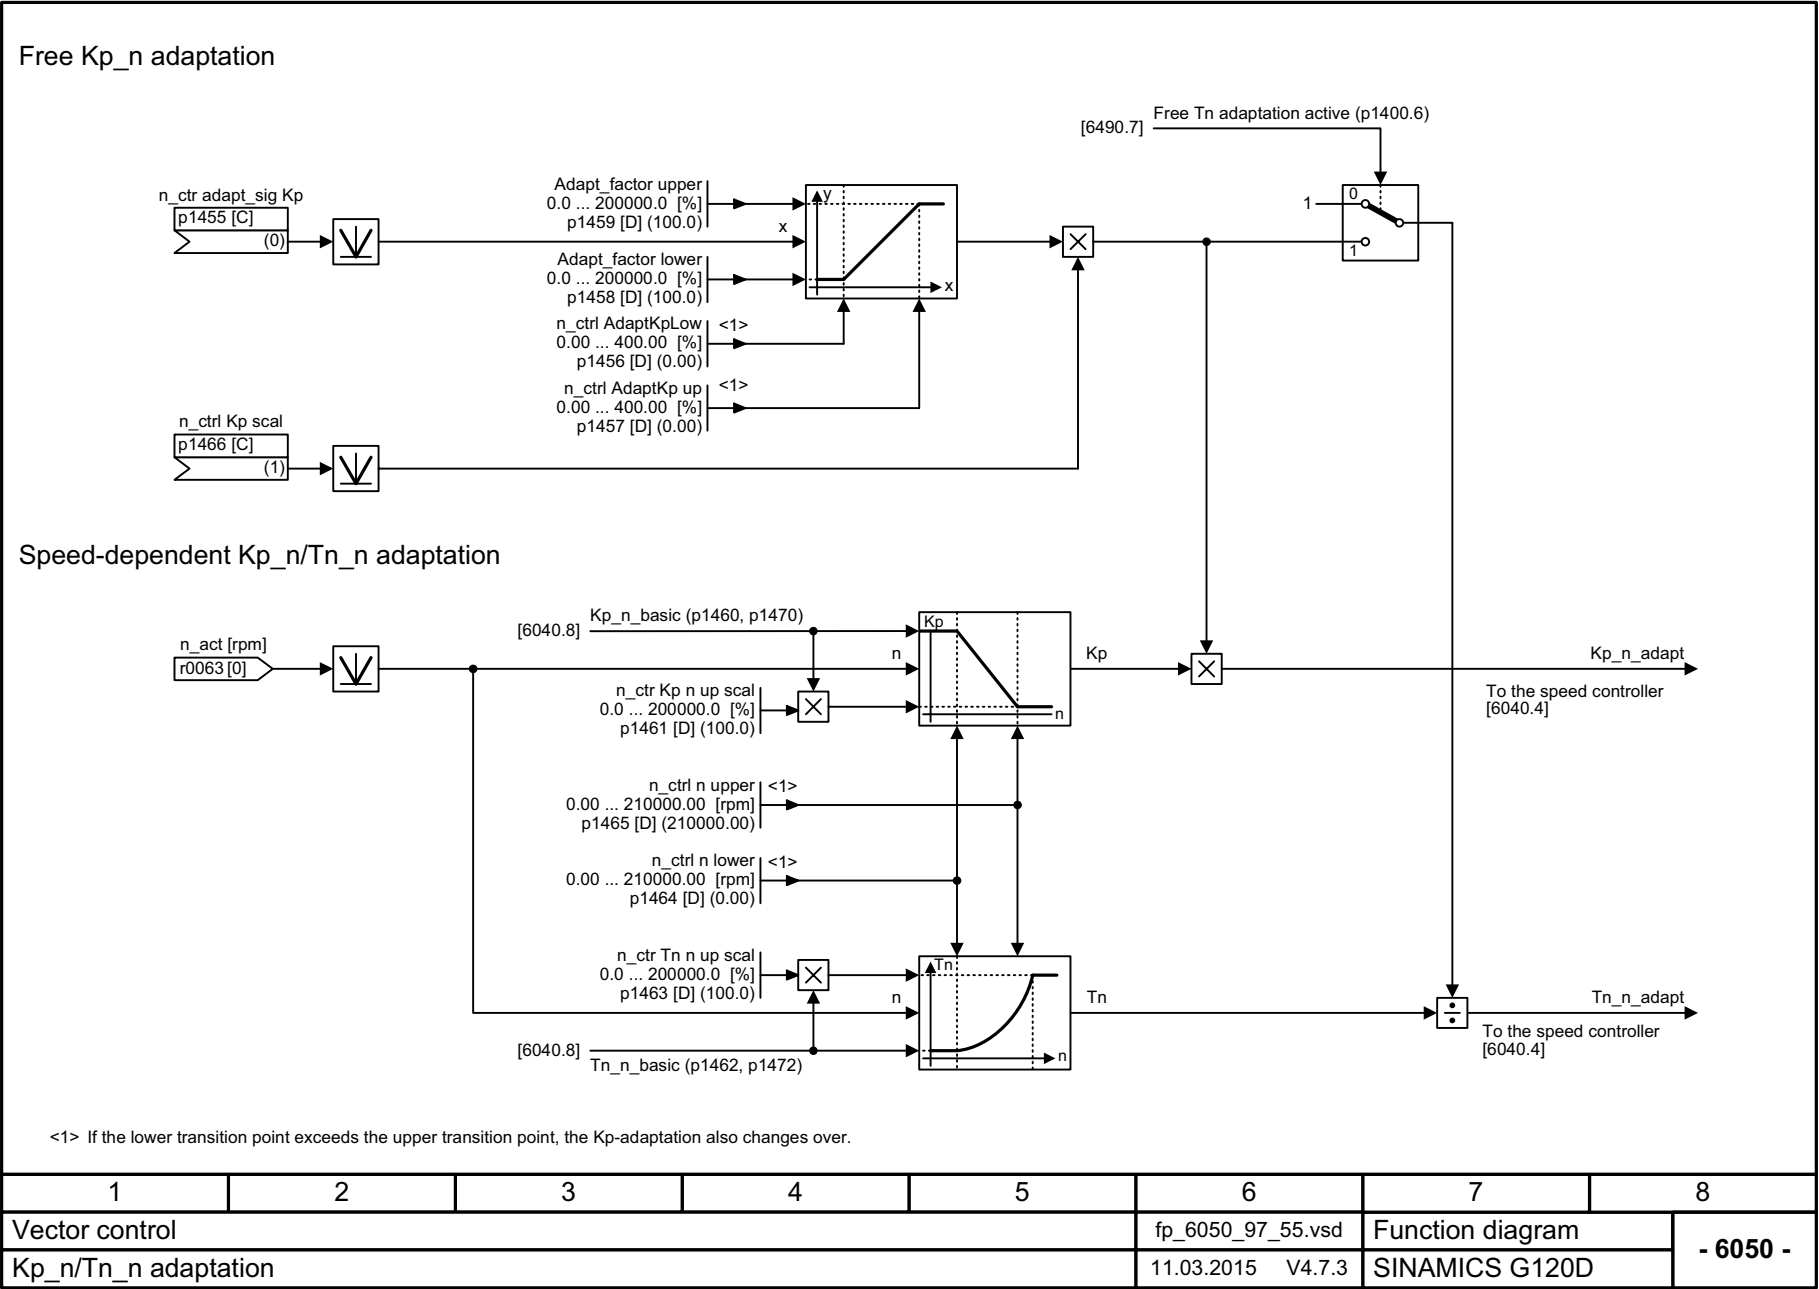 Free Kp_n adaptation
Free Tn adaptation active (p1400.6)
[6490.7]
n_ctr adapt_sig Kp
p1455 [C]
(0)
Adapt_factor upper
0.0 ... 200000.0 [%]
p1459 [D] (100.0)
x
Adapt_factor lower
0.0 ... 200000.0 [%]
p1458 [D] (100.0)
y
x
1
0
1
n_ctrl AdaptKpLow
<1>
0.00 ... 400.00 [%]
p1456 [D] (0.00)
n_ctrl AdaptKp up
<1>
0.00 ... 400.00 [%]
p1457 [D] (0.00)
n_ctrl Kp scal
p1466 [C]
(1)
Speed-dependent Kp_n/Tn_n adaptation
Kp_n_basic (p1460, p1470)
[6040.8]
n_act [rpm]
r0063 [0]
n
Kp
n
Kp
Kp_n_adapt
To the speed controller
[6040.4]
n_ctr Kp n up scal
0.0 ... 200000.0 [%]
p1461 [D] (100.0)
n_ctrl n upper
<1>
0.00 ... 210000.00 [rpm]
p1465 [D] (210000.00)
n_ctrl n lower
<1>
0.00 ... 210000.00 [rpm]
p1464 [D] (0.00)
n_ctr Tn n up scal
0.0 ... 200000.0 [%]
p1463 [D] (100.0)
n
Tn
n
Tn
Tn_n_adapt
To the speed controller
[6040.4]
[6040.8]
Tn_n_basic (p1462, p1472)
<1> If the lower transition point exceeds the upper transition point, the Kp-adaptation also changes over.
1 2 3 4 5 6 7 8
Vector control
fp_6050_97_55.vsd
Function diagram
- 6050 -
Kp_n/Tn_n adaptation
11.03.2015 V4.7.3
SINAMICS G120D